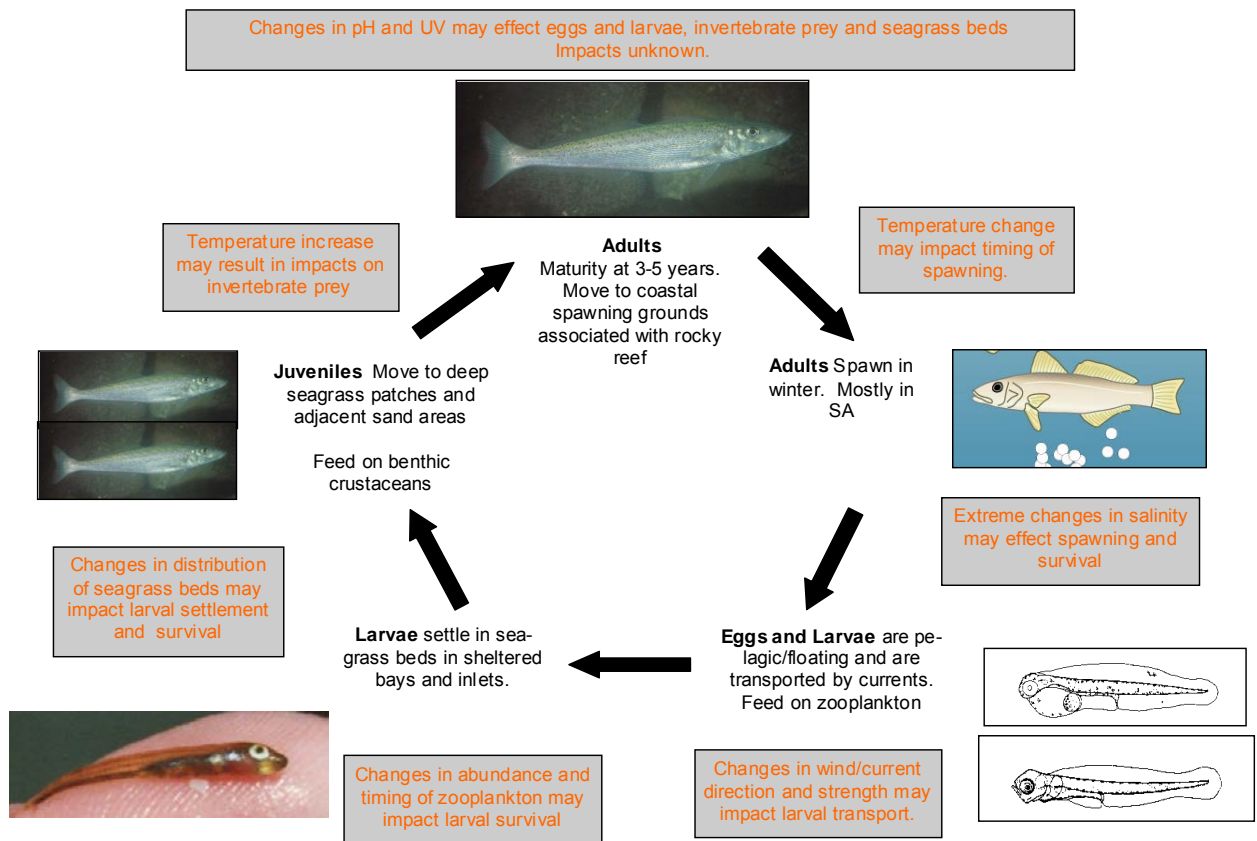 Changes in pH and UV may effect eggs and larvae, invertebrate prey and seagrass beds
Impacts unknown.
Temperature increase
may result in impacts on
invertebrate prey
Adults
Maturity at 3-5 years.
Move to coastal
spawning grounds
associated with rocky
reef
Temperature change
may impact timing of
spawning.
Juveniles Move to deep
seagrass patches and
adjacent sand areas
Feed on benthic
crustaceans
Adults Spawn in
winter. Mostly in
SA
Extreme changes in salinity
may effect spawning and
survival
Changes in distribution
of seagrass beds may
impact larval settlement
and survival
Larvae settle in sea-
grass beds in sheltered
bays and inlets.
Eggs and Larvae are pe-
lagic/floating and are
transported by currents.
Feed on zooplankton
Changes in abundance and
timing of zooplankton may
impact larval survival
Changes in wind/current
direction and strength may
impact larval transport.